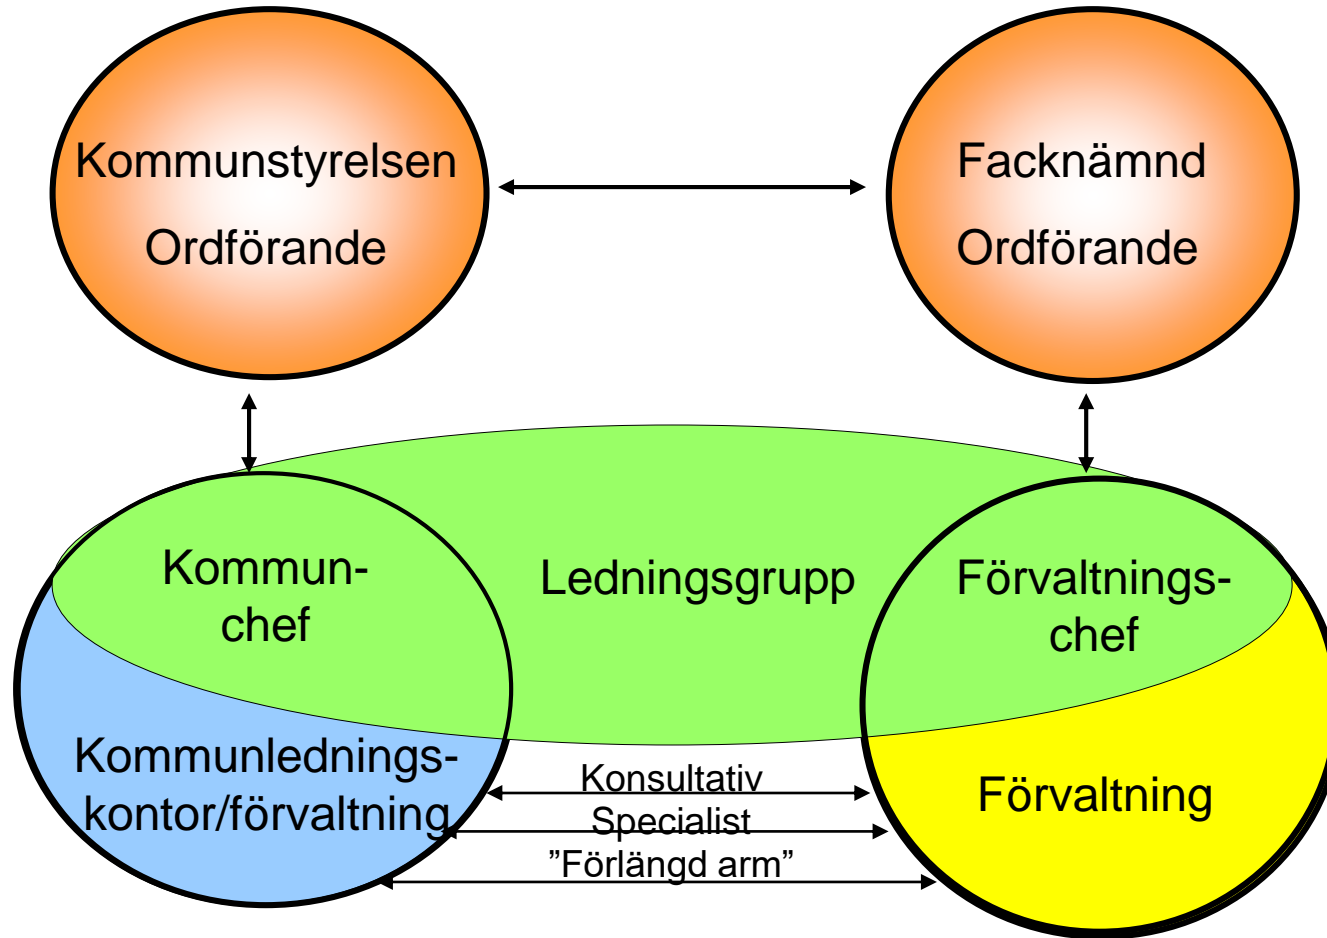 Kommunstyrelsen
Ordförande
Facknämnd
Ordförande
Kommun-
chef
Ledningsgrupp
Förvaltnings-
chef
Kommunlednings-
kontor/förvaltning
Konsultativ
Specialist
”Förlängd arm”
Förvaltning